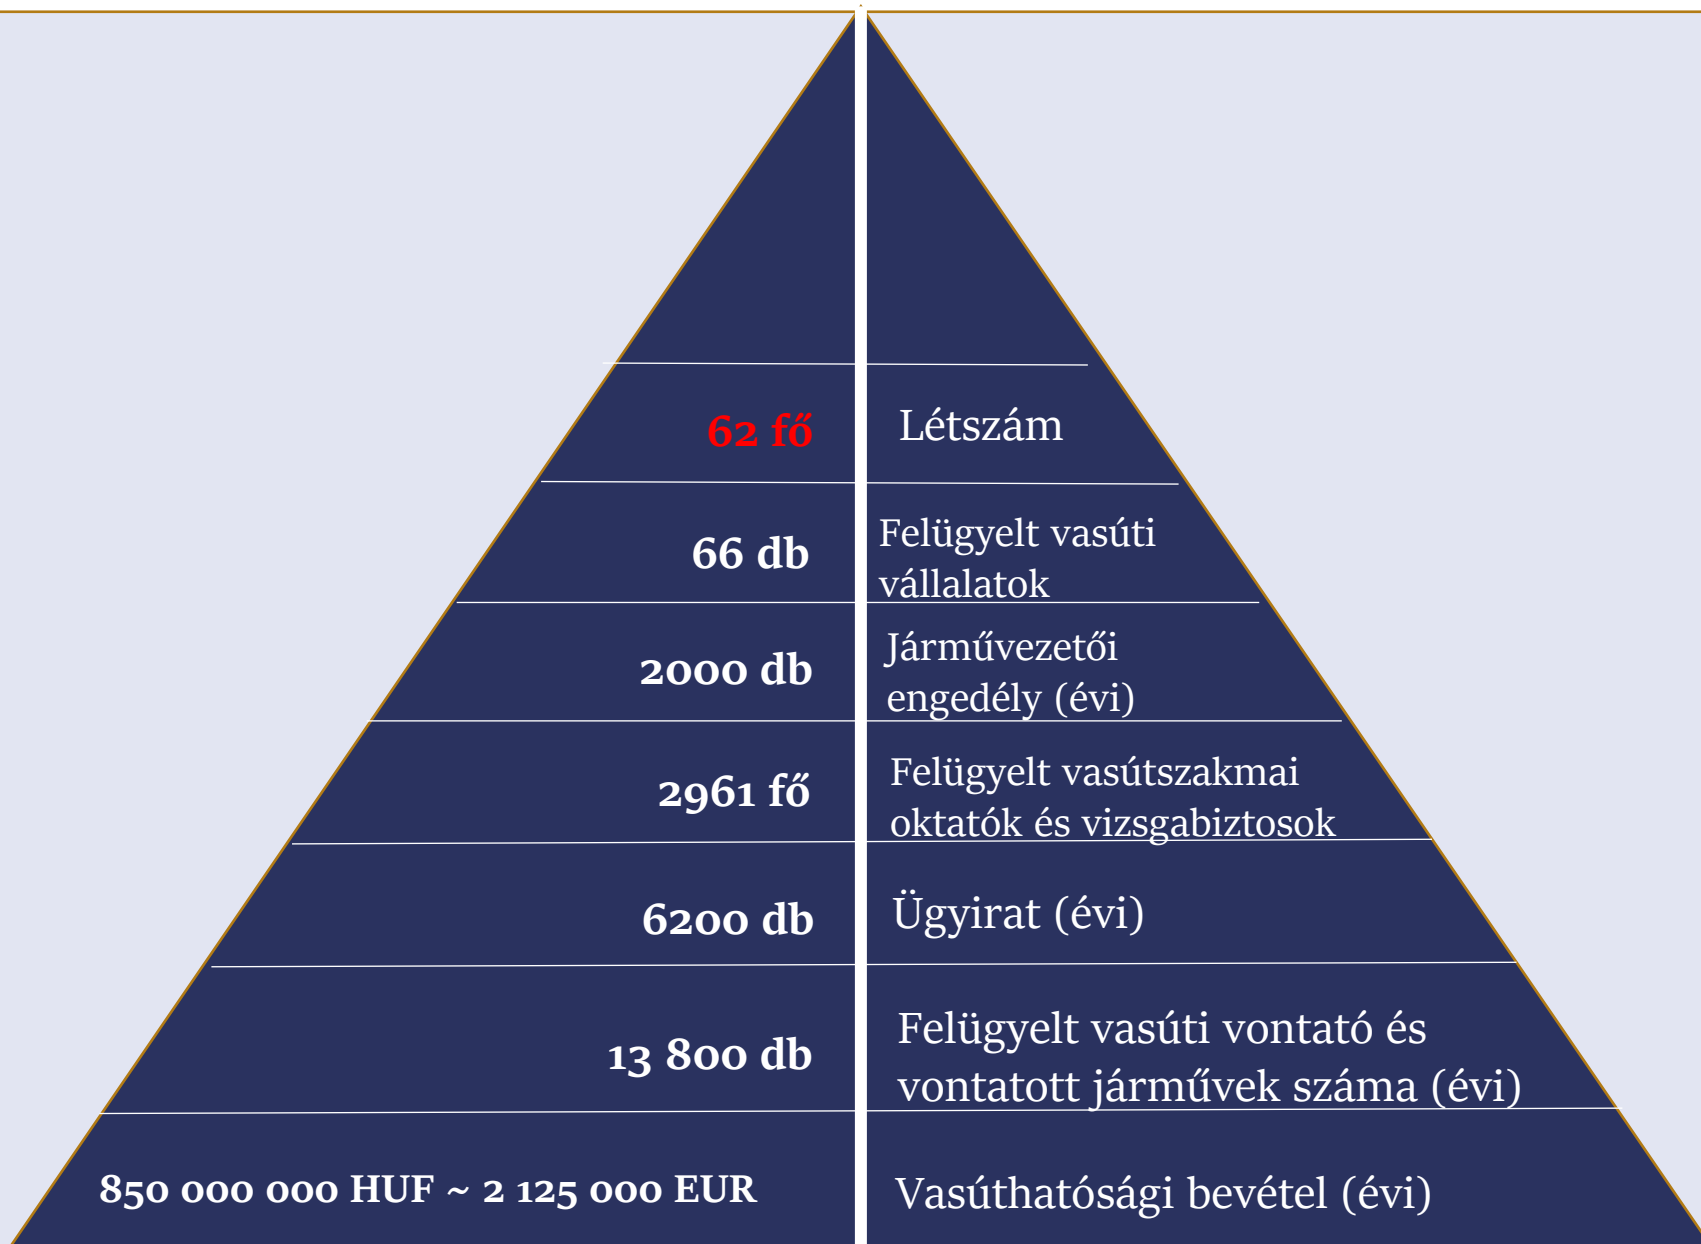 62 fő
Létszám
66 db
Felügyelt vasúti
vállalatok
2000 db
Járművezetői
engedély (évi)
2961 fő
Felügyelt vasútszakmai
oktatók és vizsgabiztosok
6200 db
Ügyirat (évi)
13 800 db
Felügyelt vasúti vontató és
vontatott járművek száma (évi)
850 000 000 HUF ~ 2 125 000 EUR
Vasúthatósági bevétel (évi)